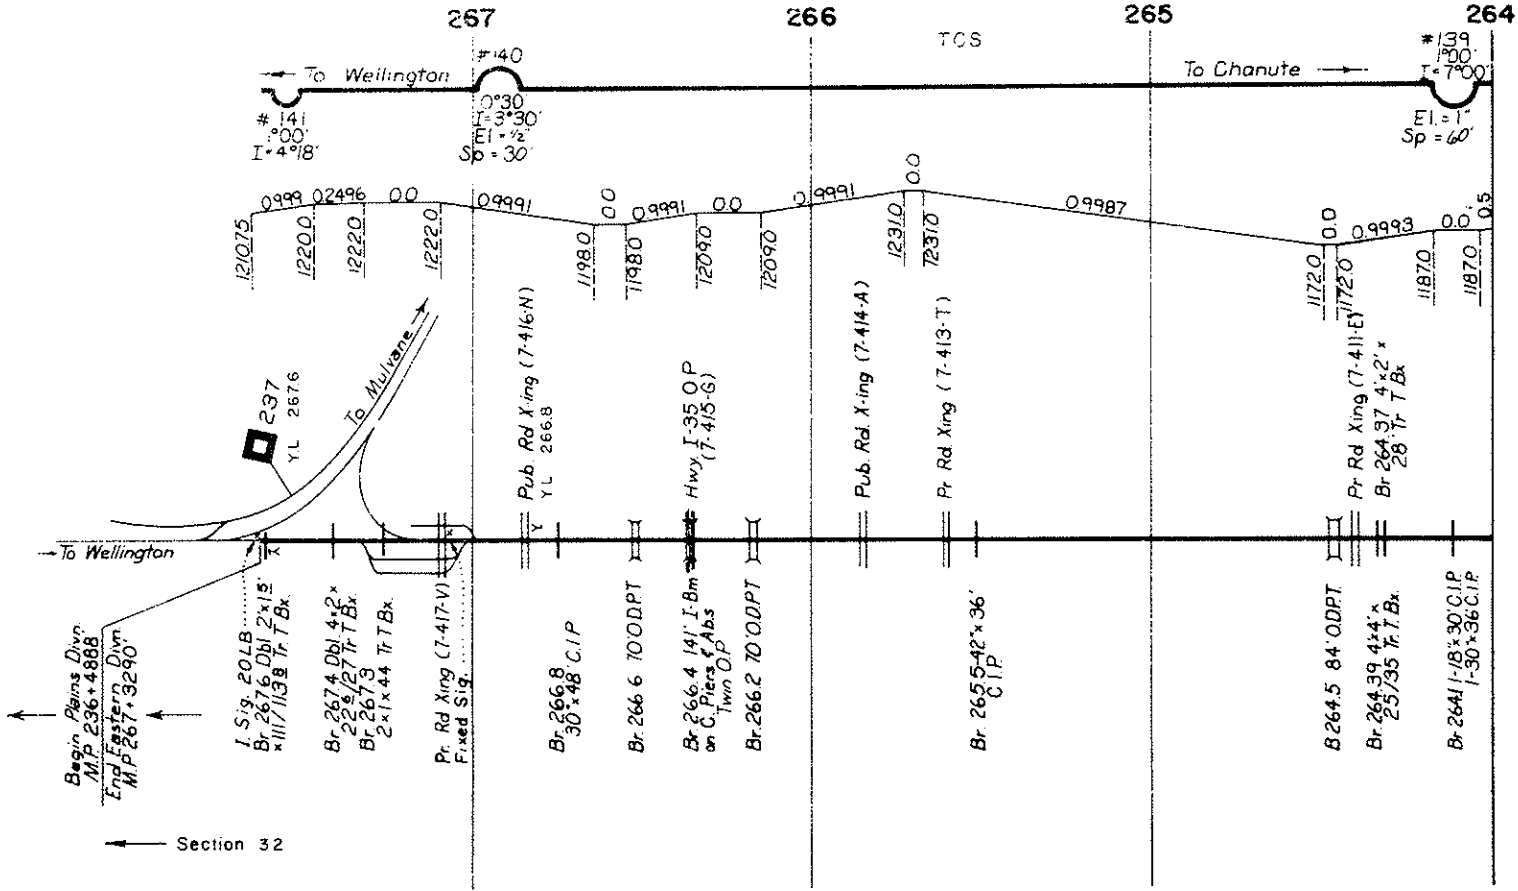 267
266
265
264
TCS
← To Wellington
#140
0°30'
I=3°30'
El = ½"
Sp = 30'
# 141
1°00'
I=4°18'
To Chanute →
#139
1°00'
I=7°00'
El.=1"
Sp = 60'
0.999
0.2496
0.0
0.9991
0.0
0.9991
0.0
0.9991
0.0
0.9987
0.0
0.9993
0.0
0.5
1210.75
1220.0
1222.0
1222.0
1198.0
1198.0
1209.0
1209.0
1231.0
1231.0
1172.0
1172.0
1187.0
1187.0
237
Y.L. 267.6
To Mulvane →
Pub. Rd X-ing (7-416-N)
Y L 266.8
Hwy. I-35 O P
(7-415-G)
Pub. Rd. X-ing (7-414-A)
Pr Rd. Xing (7-413-T)
Pr Rd Xing (7-411-E)
Br 264.37 4'x2' x
28' Tr T Bx
→ To Wellington
Y
Y
Begin Plains Divn.
M.P. 236+4888'
End Eastern Divn.
M.P. 267+3290'
I. Sig. 20 LB
Br. 267.6 Dbl 2'x1.5'
Br 267.4 Dbl 4x2x
Br 267.3
2x1x44 Tr T Bx.
Pr. Rd Xing (7-417-V)
Fixed Sig.
Br. 266.8
30"x48' C.I.P
Br. 266.6 70' O.D.P.T
Br. 266.4 141' I-Bm
on C. Piers & Abs
Twin O.P
Br. 266.2 70' O.D.P.T
Br. 265.5-42"x36'
C.I.P.
B 264.5 84' O.D.P.T.
Br. 264.39 4'x4'x
25/35 Tr. T. Bx.
Br 264.1 1-18"x30' C.I.P.
1-30"x36' C.I.P.
← Section 32